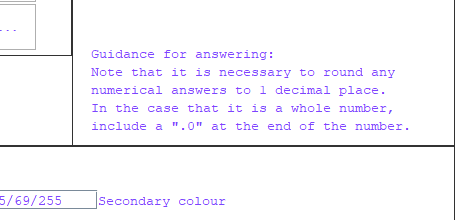 ...
Guidance for answering:
Note that it is necessary to round any
numerical answers to 1 decimal place.
In the case that it is a whole number,
include a ".0" at the end of the number.
5/69/255 Secondary colour